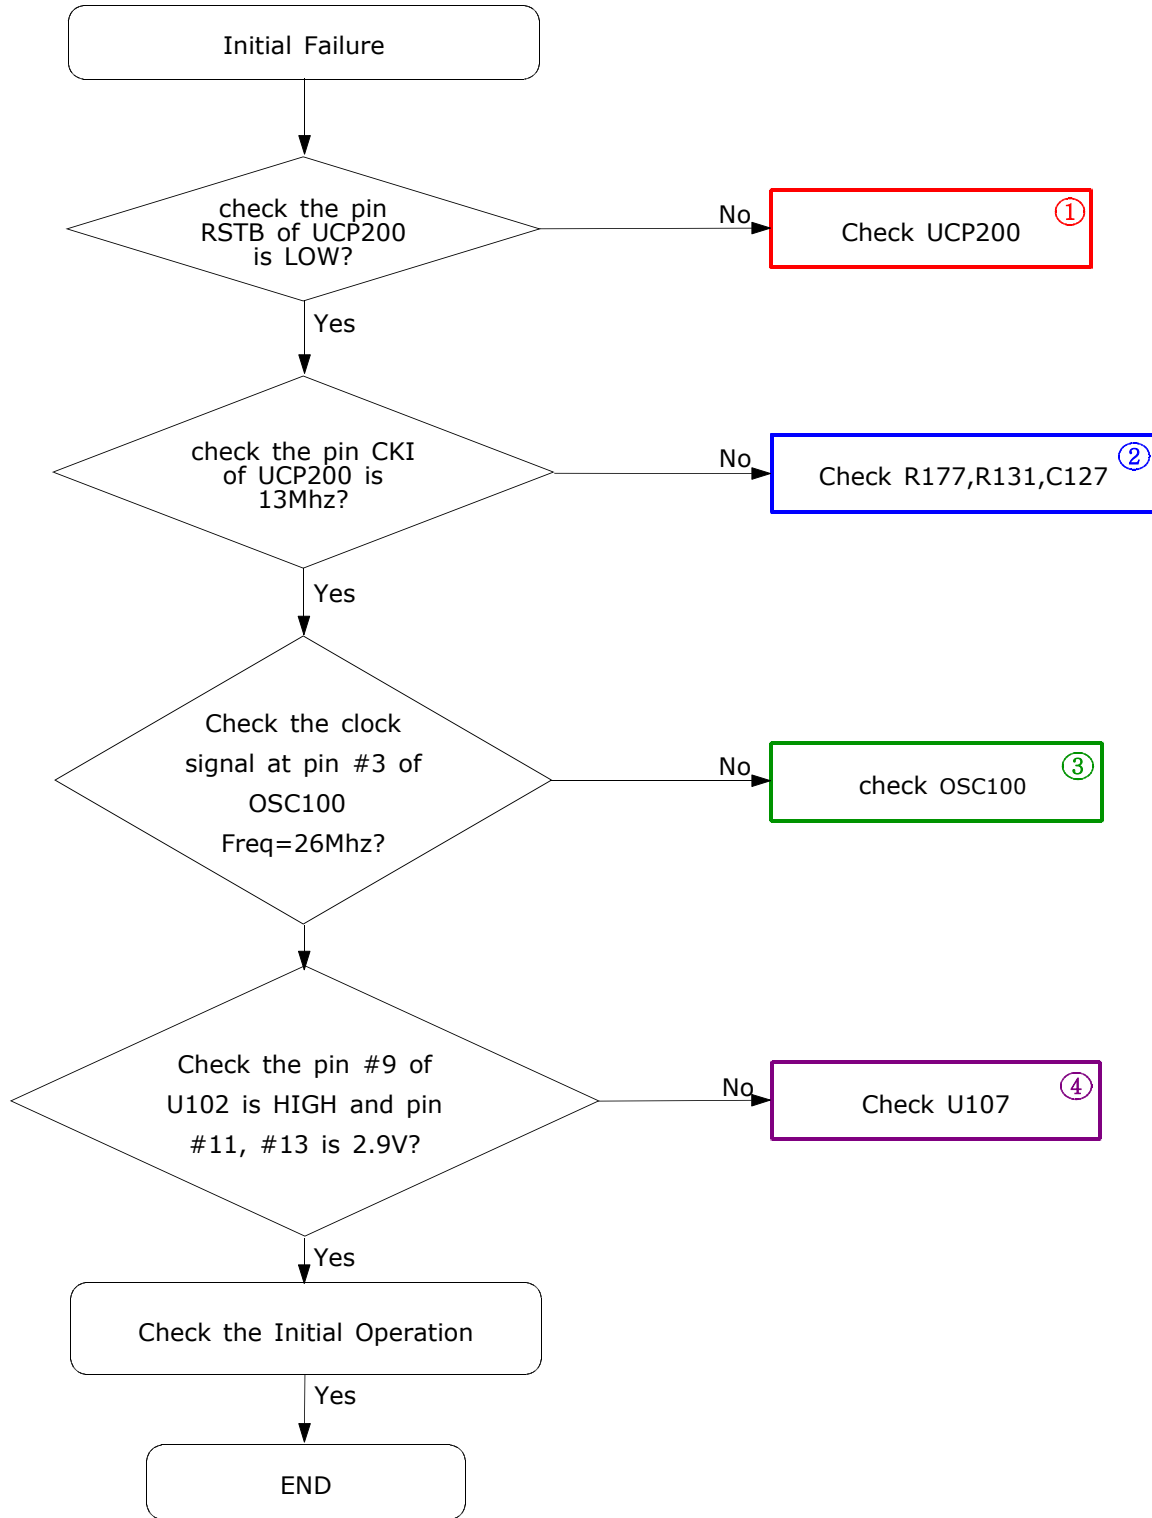 Initial Failure
check the pin
RSTB of UCP200
is LOW?
No
①
Check UCP200
Yes
check the pin CKI
of UCP200 is
13Mhz?
No
②
Check R177,R131,C127
Yes
Check the clock
signal at pin #3 of
OSC100
Freq=26Mhz?
No
③
check OSC100
Check the pin #9 of
U102 is HIGH and pin
#11, #13 is 2.9V?
No
④
Check U107
Yes
Check the Initial Operation
Yes
END